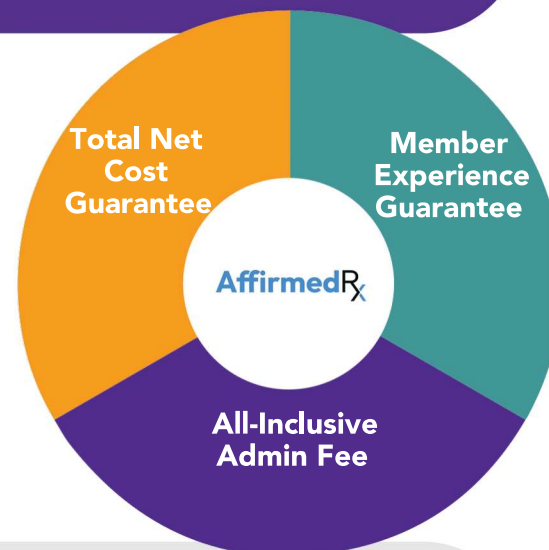 Total Net
Cost
Guarantee
Member
Experience
Guarantee
AffirmedRx
All-Inclusive
Admin Fee